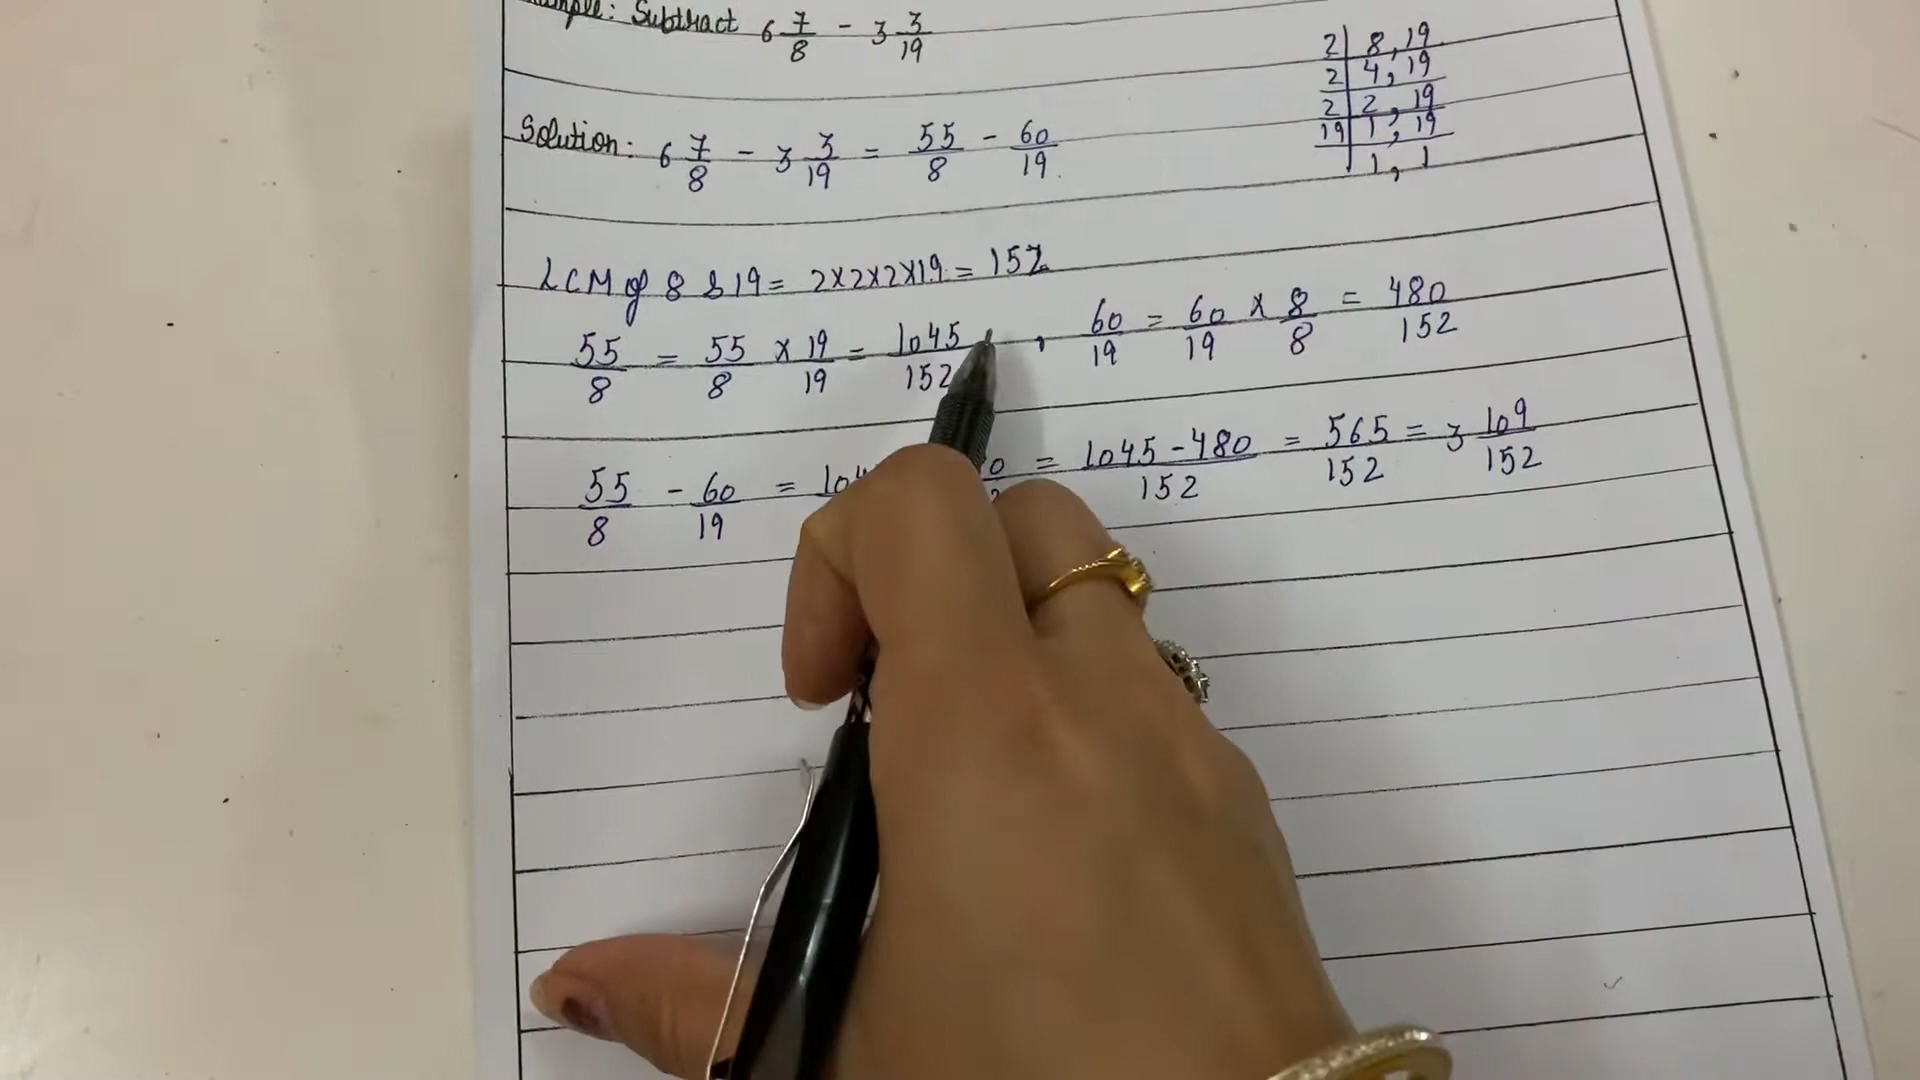 Subtract 6 7/8 - 3 3/19
2 | 8, 19
2 | 4, 19
2 | 2, 19
19 | 1, 19
| 1, 1
Solution: 6 7/8 - 3 3/19 = 55/8 - 60/19
LCM of 8 & 19 = 2×2×2×19 = 152
55/8 = 55/8 × 19/19 = 1045/152 , 60/19 = 60/19 × 8/8 = 480/152
55/8 - 60/19 = = 1045-480/152 = 565/152 = 3 109/152